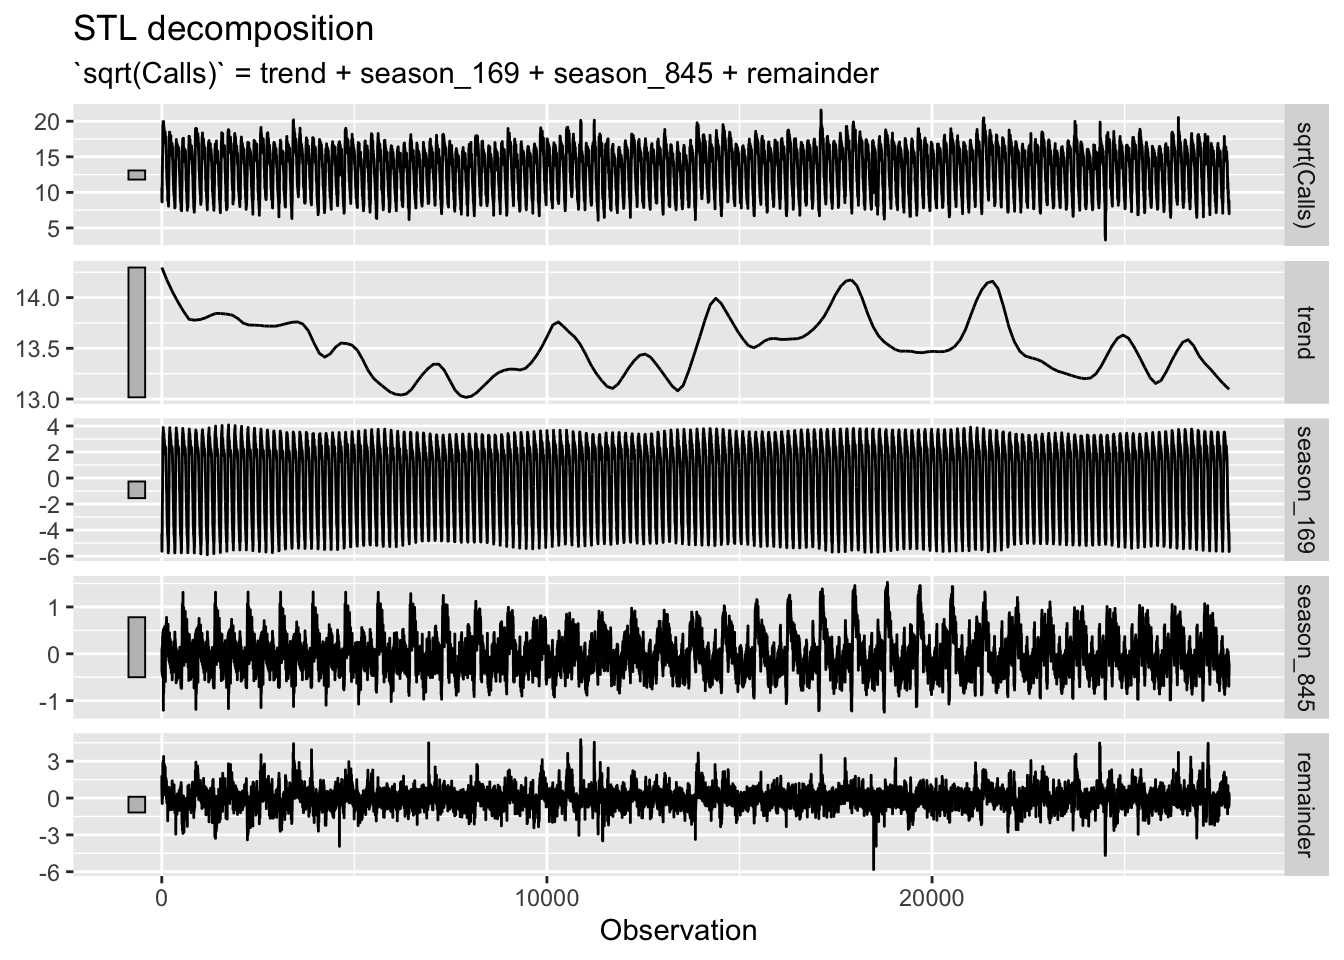 STL decomposition
`sqrt(Calls)` = trend + season_169 + season_845 + remainder
20
15
10
5
sqrt(Calls)
14.0
13.5
13.0
trend
4
2
0
-2
-4
-6
season_169
1
0
-1
season_845
3
0
-3
-6
remainder
0 10000 20000
Observation